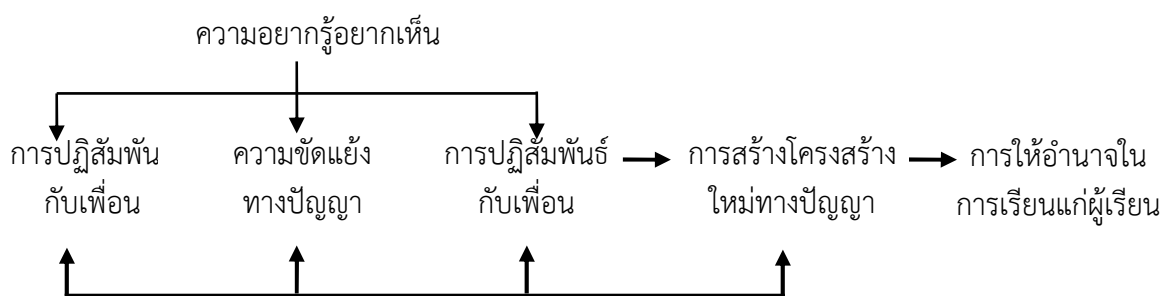 ความอยากรู้อยากเห็น
การปฏิสัมพัน
กับเพื่อน
ความขัดแย้ง
ทางปัญญา
การปฏิสัมพันธ์
กับเพื่อน
การสร้างโครงสร้าง
ใหม่ทางปัญญา
การให้อำนาจใน
การเรียนแก่ผู้เรียน